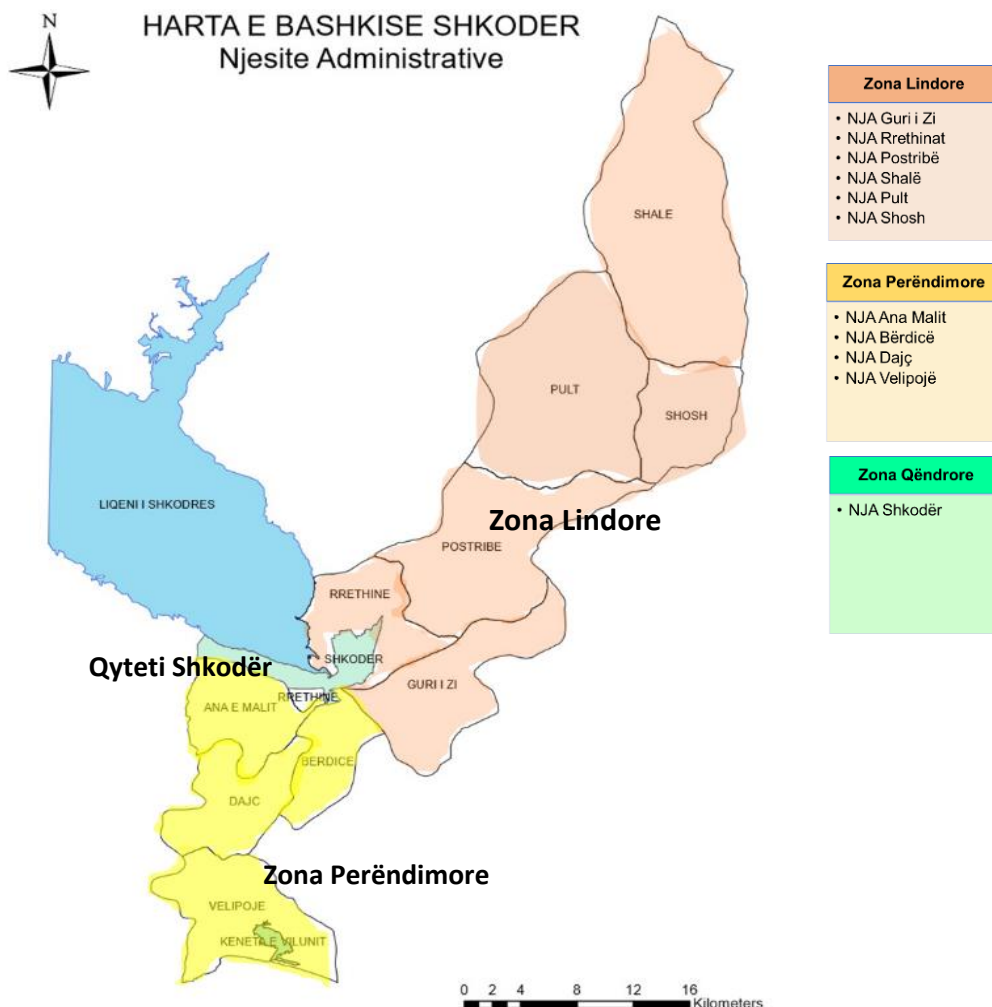 N
HARTA E BASHKISE SHKODER
Njesite Administrative
Zona Lindore
• NJA Guri i Zi
• NJA Rrethinat
• NJA Postribë
• NJA Shalë
• NJA Pult
• NJA Shosh
Zona Perëndimore
• NJA Ana Malit
• NJA Bërdicë
• NJA Dajç
• NJA Velipojë
Zona Qëndrore
• NJA Shkodër
SHALE
PULT
SHOSH
LIQENI I SHKODRES
Zona Lindore
POSTRIBE
RRETHINE
SHKODER
Qyteti Shkodër
GURI I ZI
RRETHINE
ANA E MALIT
BERDICE
DAJC
Zona Perëndimore
VELIPOJE
KENETA E VILUNIT
0 2 4 8 12 16
Kilometers